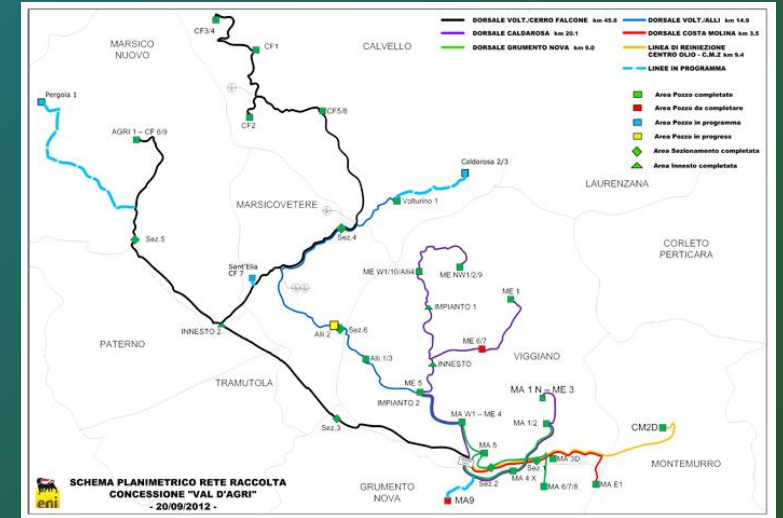 DORSALE VOLT./CERRO FALCONE km 45.6
DORSALE CALDAROSA km 20.1
DORSALE GRUMENTO NOVA km 9.0
DORSALE VOLT./ALLI km 14.9
DORSALE COSTA MOLINA km 3.5
LINEA DI REINIEZIONE
CENTRO OLIO - C.M.2 km 9.4
LINEE IN PROGRAMMA
Area Pozzo completate
Area Pozzo da completare
Area Pozzo in programma
Area Pozzo in progress
Area Sezionamento completata
Area Innesto completata
CF3/4
MARSICO
NUOVO
CF1
CALVELLO
Pergola 1
CF5/8
CF2
AGRI 1 – CF 6/9
Caldarosa 2/3
LAURENZANA
MARSICOVETERE
Volturino 1
Sez.4
Sez.5
CORLETO
PERTICARA
Sant'Elia
CF 7
ME W1/10/Alli4
ME NW1/2/9
ME 1
IMPIANTO 1
INNESTO 2
Alli 2
Sez.6
ME 6/7
PATERNO
Alli 1/3
INNESTO
VIGGIANO
TRAMUTOLA
ME 5
IMPIANTO 2
MA 1 N – ME 3
MA W1 – ME 4
MA 1/2
Sez.3
CM2D
MA 5
Sez.1
MA 3D
MONTEMURRO
Sez.2
MA 4 X
MA 6/7/8
MA E1
GRUMENTO
NOVA
MA9
SCHEMA PLANIMETRICO RETE RACCOLTA
CONCESSIONE "VAL D'AGRI"
- 20/09/2012 -
eni